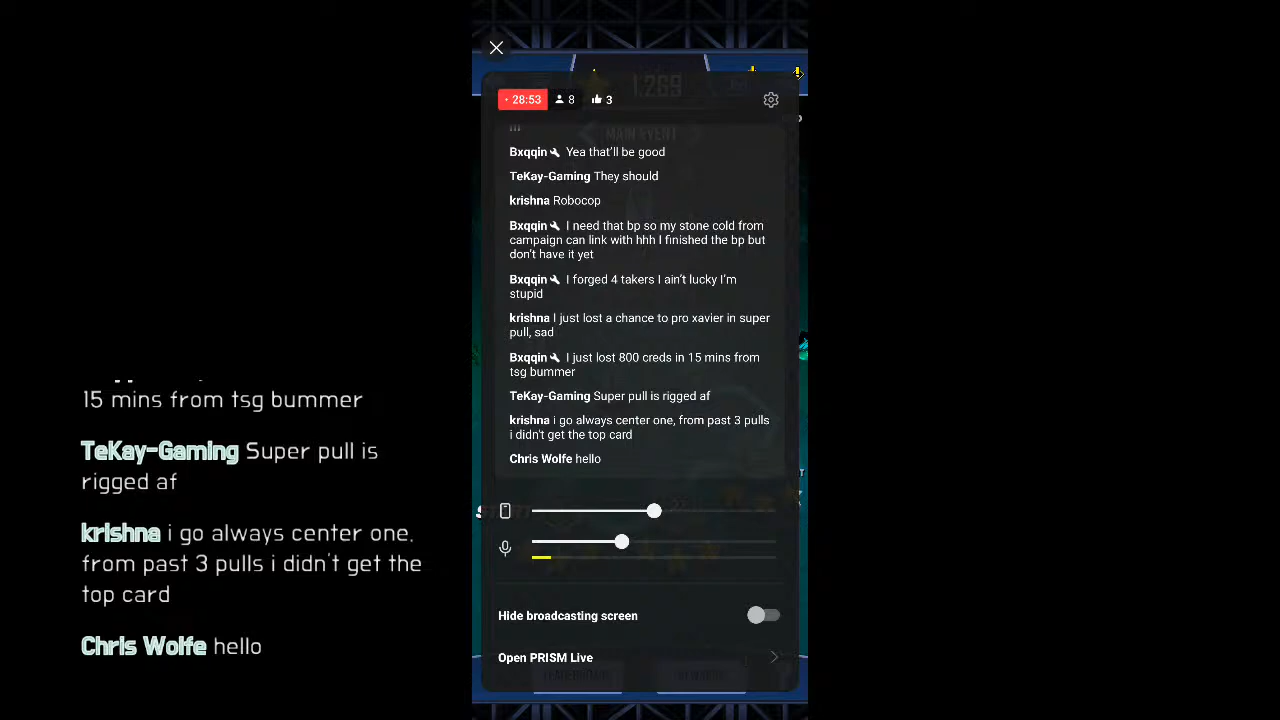 1,269
28:53
8
3
MAIN EVENT
Bxqqin Yea that'll be good
TeKay-Gaming They should
krishna Robocop
Bxqqin I need that bp so my stone cold from
campaign can link with hhh I finished the bp but
don't have it yet
Bxqqin I forged 4 takers I ain't lucky I'm
stupid
krishna I just lost a chance to pro xavier in super
pull, sad
Bxqqin I just lost 800 creds in 15 mins from
tsg bummer
TeKay-Gaming Super pull is rigged af
krishna i go always center one, from past 3 pulls
i didn't get the top card
Chris Wolfe hello
Hide broadcasting screen
Open PRISM Live
15 mins from tsg bummer
TeKay-Gaming Super pull is
rigged af
krishna i go always center one,
from past 3 pulls i didn't get the
top card
Chris Wolfe hello